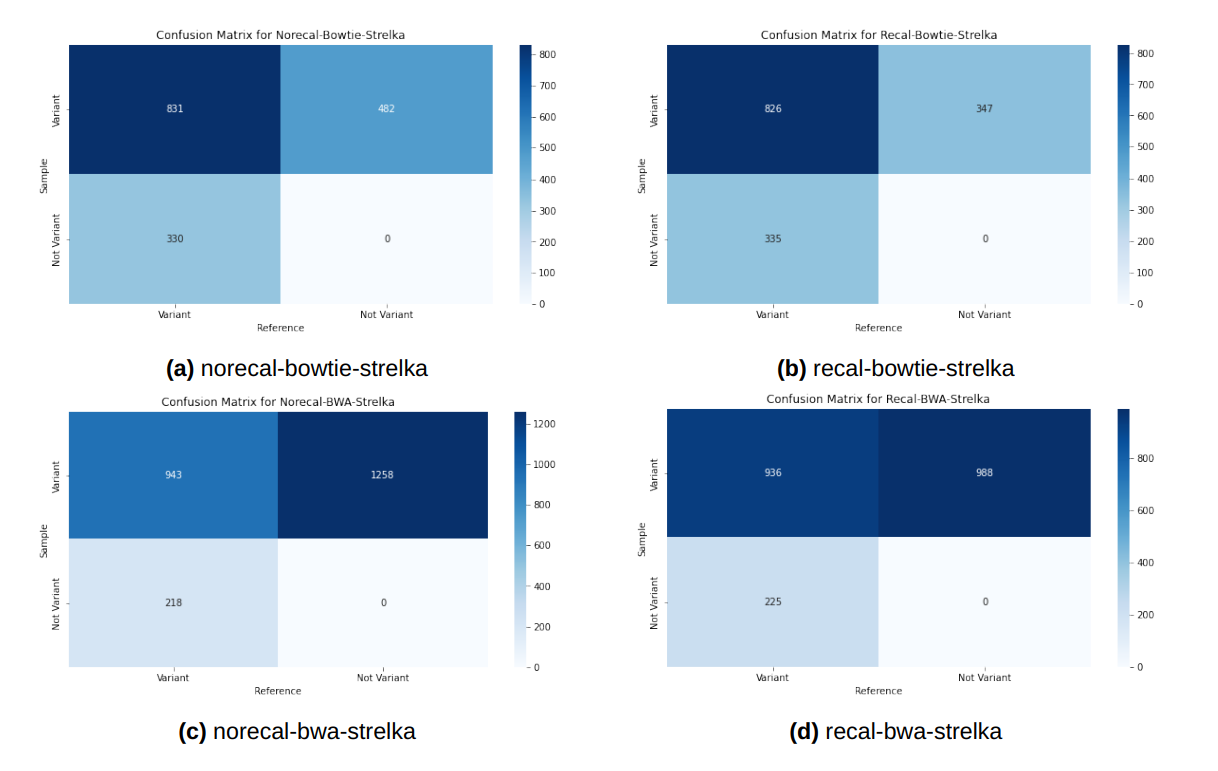 Confusion Matrix for Norecal-Bowtie-Strelka
Variant
Not Variant
Sample
831
482
330
0
Variant
Not Variant
Reference
800
700
600
500
400
300
200
100
0
(a) norecal-bowtie-strelka
Confusion Matrix for Recal-Bowtie-Strelka
Variant
Not Variant
Sample
826
347
335
0
Variant
Not Variant
Reference
800
700
600
500
400
300
200
100
0
(b) recal-bowtie-strelka
Confusion Matrix for Norecal-BWA-Strelka
Variant
Not Variant
Sample
943
1258
218
0
Variant
Not Variant
Reference
1200
1000
800
600
400
200
0
(c) norecal-bwa-strelka
Confusion Matrix for Recal-BWA-Strelka
Variant
Not Variant
Sample
936
988
225
0
Variant
Not Variant
Reference
800
600
400
200
0
(d) recal-bwa-strelka